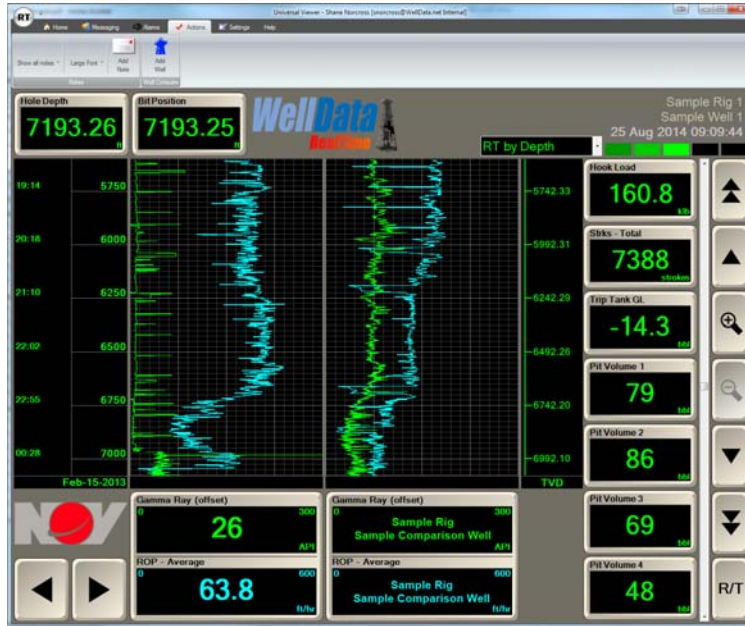 Universal Viewer - Shane Norcross [snorcross@WellData.net Internal]
RT
Home Messaging Alarms Actions Settings Help
Show all notes Large Font Add Note Add Well
Notes Well Compare
Hole Depth
7193.26
ft
Bit Position
7193.25
ft
WellData
RealTime
Sample Rig 1
Sample Well 1
25 Aug 2014 09:09:44
RT by Depth
19:14 5750 5742.33
20:18 6000 5992.31
21:10 6250 6242.29
22:02 6500 6492.26
22:55 6750 6742.20
00:28 7000 6992.10
Feb-15-2013 TVD
Hook Load
160.8
klb
Strks - Total
7388
strokes
Trip Tank GL
-14.3
bbl
Pit Volume 1
79
bbl
Pit Volume 2
86
bbl
Pit Volume 3
69
bbl
Pit Volume 4
48
bbl
R/T
NOV
Gamma Ray (offset)
0 300
26
API
ROP - Average
0 600
63.8
ft/hr
Gamma Ray (offset)
0 300
Sample Rig
Sample Comparison Well
API
ROP - Average
0 600
Sample Rig
Sample Comparison Well
ft/hr